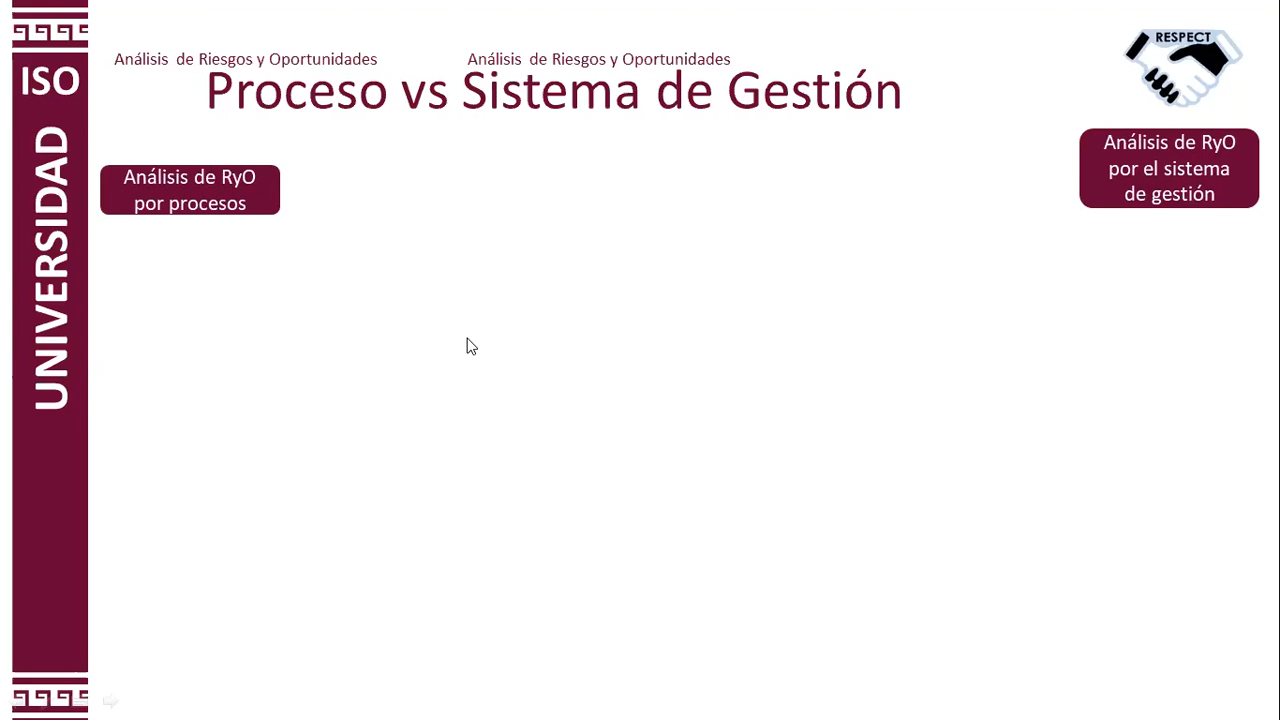 ISO
UNIVERSIDAD
Análisis de Riesgos y Oportunidades
Análisis de Riesgos y Oportunidades
Proceso vs Sistema de Gestión
RESPECT
Análisis de RyO
por procesos
Análisis de RyO
por el sistema
de gestión